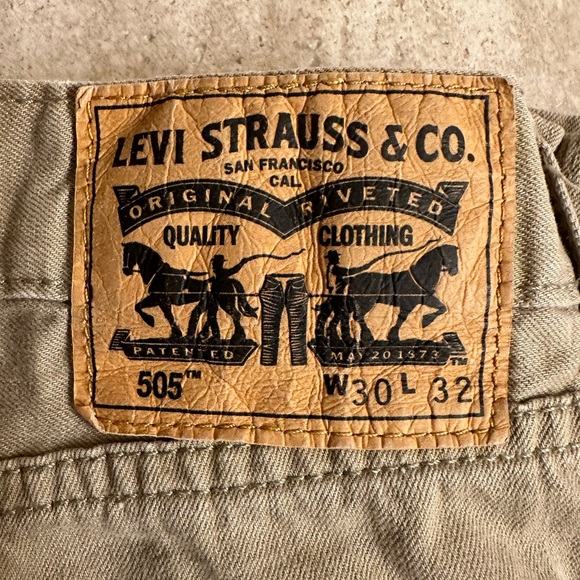 LEVI STRAUSS & CO.
SAN FRANCISCO
CAL
ORIGINAL RIVETED
QUALITY CLOTHING
PATENTED MAY 20 1873 TM
505™ W30 L 32